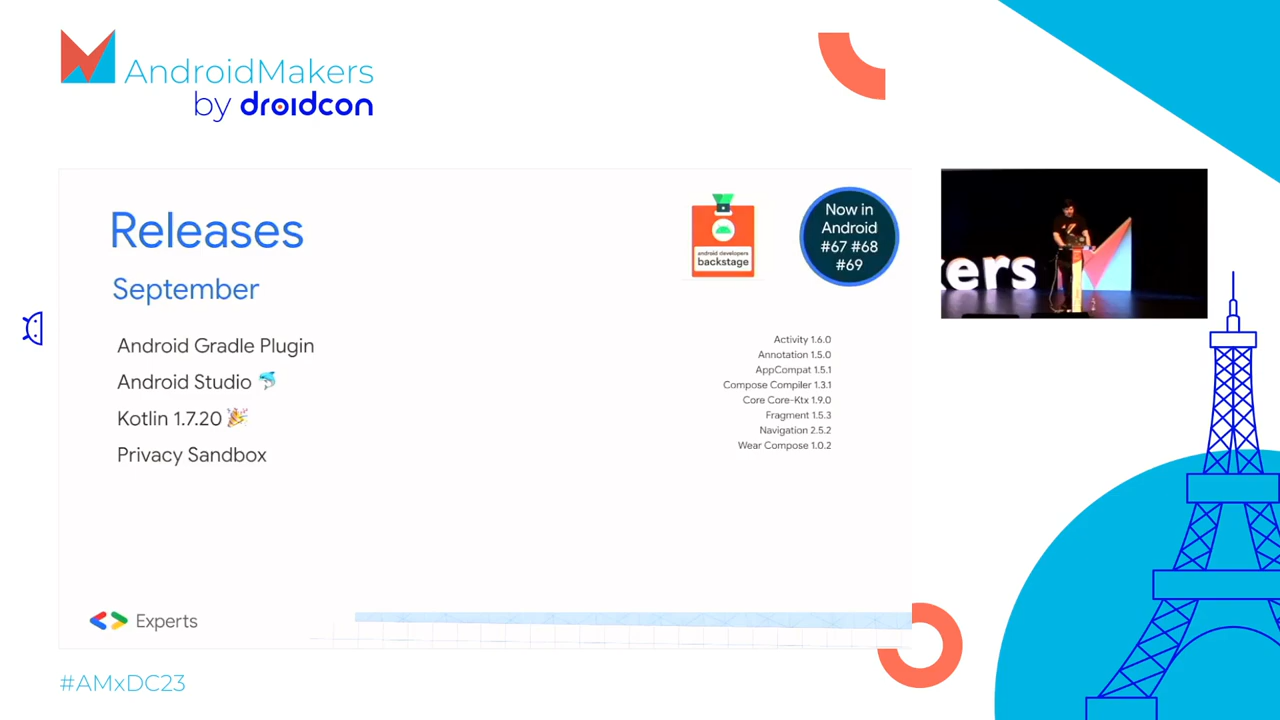 AndroidMakers
by droidcon
Releases
September
Android Gradle Plugin
Android Studio 🐬
Kotlin 1.7.20 🎉
Privacy Sandbox
android developers
backstage
Now in
Android
#67 #68
#69
Activity 1.6.0
Annotation 1.5.0
AppCompat 1.5.1
Compose Compiler 1.3.1
Core Core-Ktx 1.9.0
Fragment 1.5.3
Navigation 2.5.2
Wear Compose 1.0.2
Experts
kers
#AMxDC23